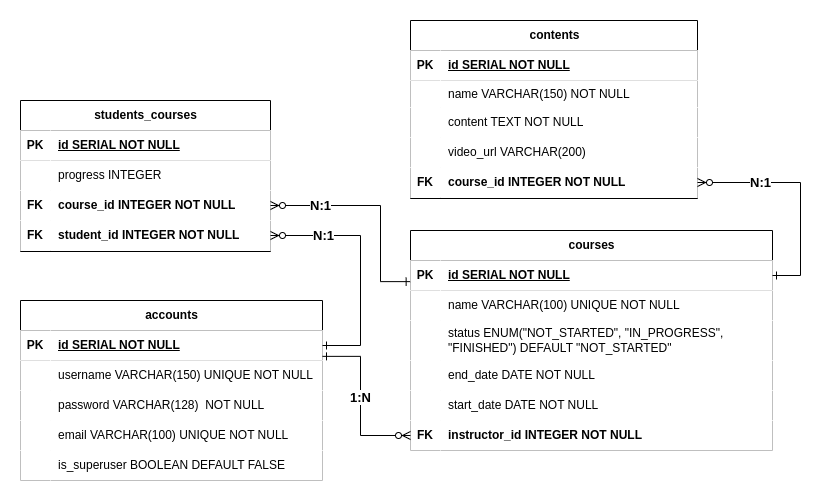 contents
PK id SERIAL NOT NULL
name VARCHAR(150) NOT NULL
content TEXT NOT NULL
video_url VARCHAR(200)
FK course_id INTEGER NOT NULL
students_courses
PK id SERIAL NOT NULL
progress INTEGER
FK course_id INTEGER NOT NULL
FK student_id INTEGER NOT NULL
N:1
N:1
N:1
courses
PK id SERIAL NOT NULL
name VARCHAR(100) UNIQUE NOT NULL
status ENUM("NOT_STARTED", "IN_PROGRESS",
"FINISHED") DEFAULT "NOT_STARTED"
end_date DATE NOT NULL
start_date DATE NOT NULL
FK instructor_id INTEGER NOT NULL
accounts
PK id SERIAL NOT NULL
username VARCHAR(150) UNIQUE NOT NULL
password VARCHAR(128) NOT NULL
email VARCHAR(100) UNIQUE NOT NULL
is_superuser BOOLEAN DEFAULT FALSE
1:N